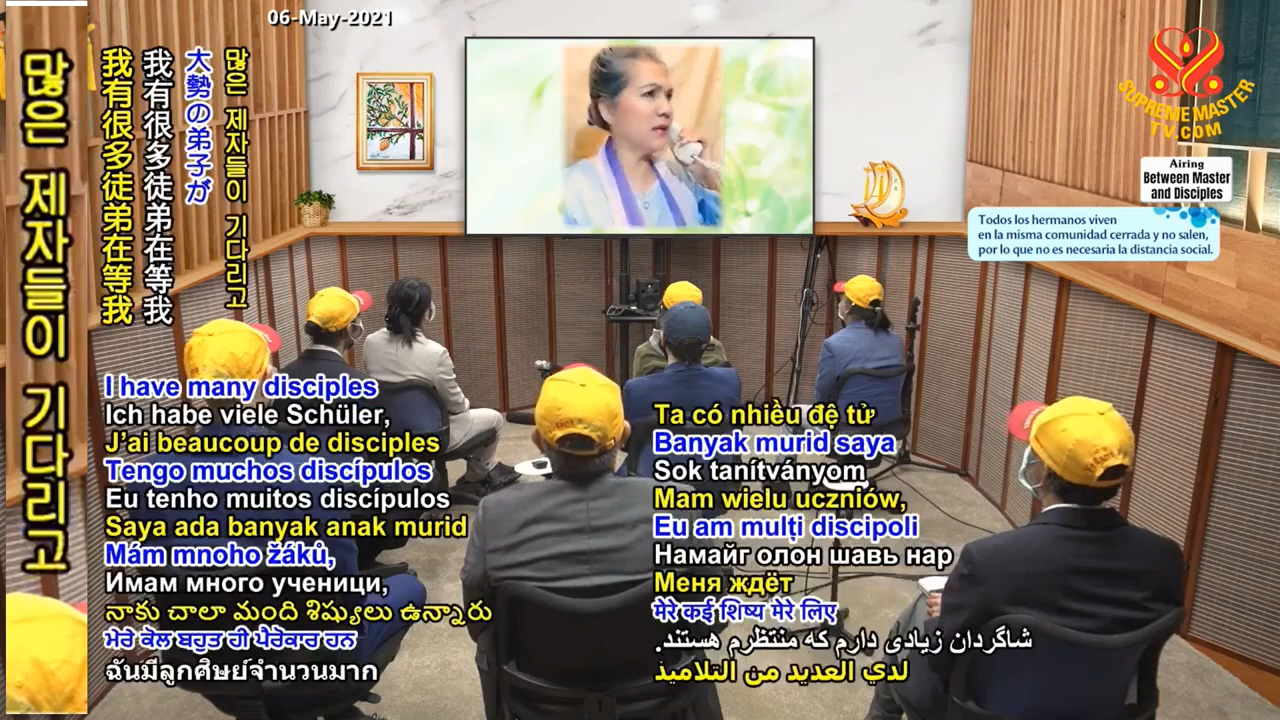 06-May-2021
많은 제자들이 기다리고
我有很多徒弟在等我
我有很多徒弟在等我
大勢の弟子が
많은 제자들이 기다리고
SUPREME MASTER
TV.COM
Airing
Between Master
and Disciples
Todos los hermanos viven
en la misma comunidad cerrada y no salen,
por lo que no es necesaria la distancia social.
I have many disciples
Ich habe viele Schüler,
J'ai beaucoup de disciples
Tengo muchos discípulos
Eu tenho muitos discípulos
Saya ada banyak anak murid
Mám mnoho žáků,
Имам много ученици,
నాకు చాలా మంది శిష్యులు ఉన్నారు
ਮੇਰੇ ਕੋਲ ਬਹੁਤ ਹੀ ਪੈਰੋਕਾਰ ਹਨ
ฉันมีลูกศิษย์จำนวนมาก
Ta có nhiều đệ tử
Banyak murid saya
Sok tanítványom
Mam wielu uczniów,
Eu am mulți discipoli
Намайг олон шавь нар
Меня ждёт
मेरे कई शिष्य मेरे लिए
شاگردان زیادی دارم که منتظرم هستند.
لدي العديد من التلاميذ